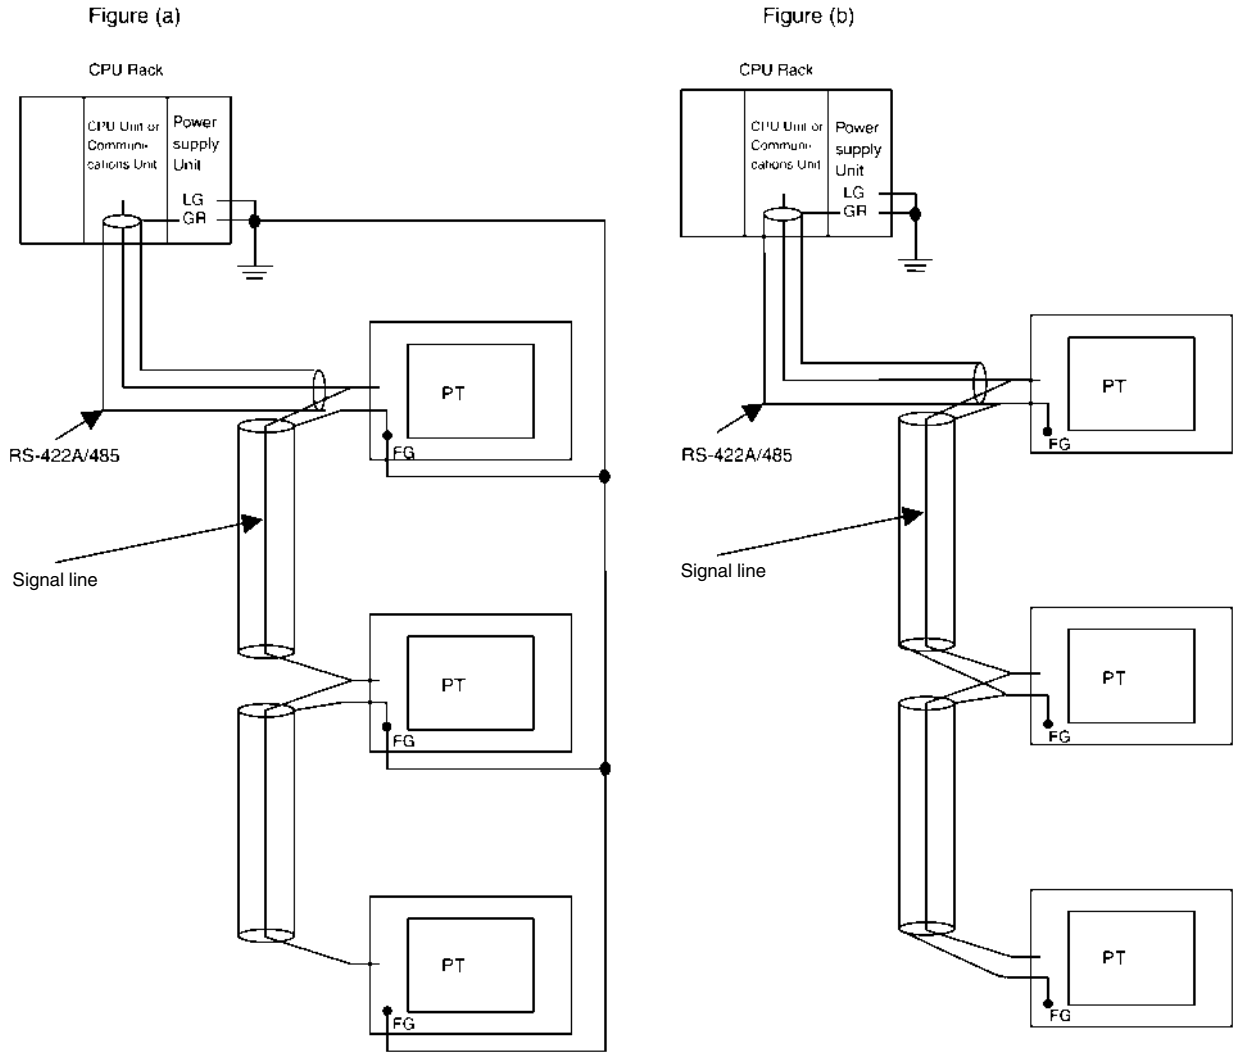 Figure (a)
CPU Rack
CPU Unit or
Communi-
cations Unit
Power
supply
Unit
LG
GR
PT
FG
RS-422A/485
Signal line
PT
FG
PT
FG
Figure (b)
CPU Rack
CPU Unit or
Communi-
cations Unit
Power
supply
Unit
LG
GR
PT
FG
RS-422A/485
Signal line
PT
FG
PT
FG